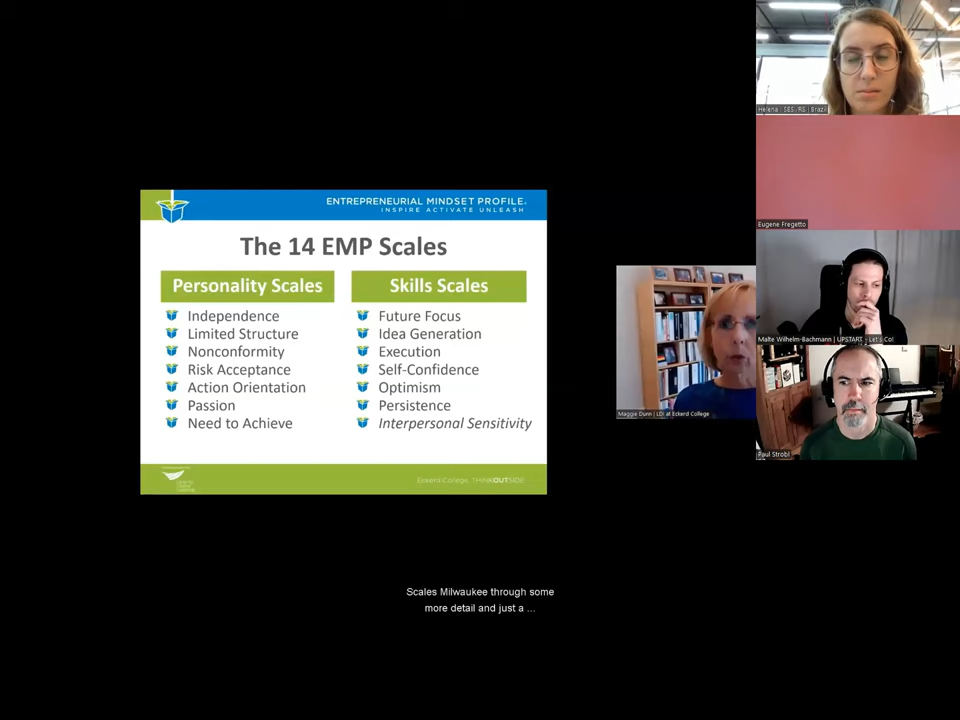 ENTREPRENEURIAL MINDSET PROFILE
INSPIRE ACTIVATE UNLEASH
The 14 EMP Scales
Personality Scales
Independence
Limited Structure
Nonconformity
Risk Acceptance
Action Orientation
Passion
Need to Achieve
Skills Scales
Future Focus
Idea Generation
Execution
Self-Confidence
Optimism
Persistence
Interpersonal Sensitivity
Eckerd College. THINKOUTSIDE
Maggie Dunn | LDI at Eckerd College
Helena | | Brazil
Eugene Fregetto
Malte Wilhelm-Bachmann | UPSTART - Let's Go!
Paul Strobl
Scales Milwaukee through some
more detail and just a ...